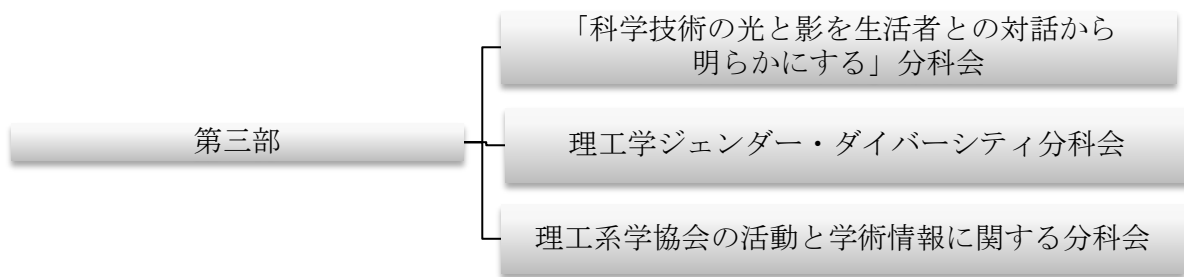 第三部
「科学技術の光と影を生活者との対話から
明らかにする」分科会
理工学ジェンダー・ダイバーシティ分科会
理工系学協会の活動と学術情報に関する分科会